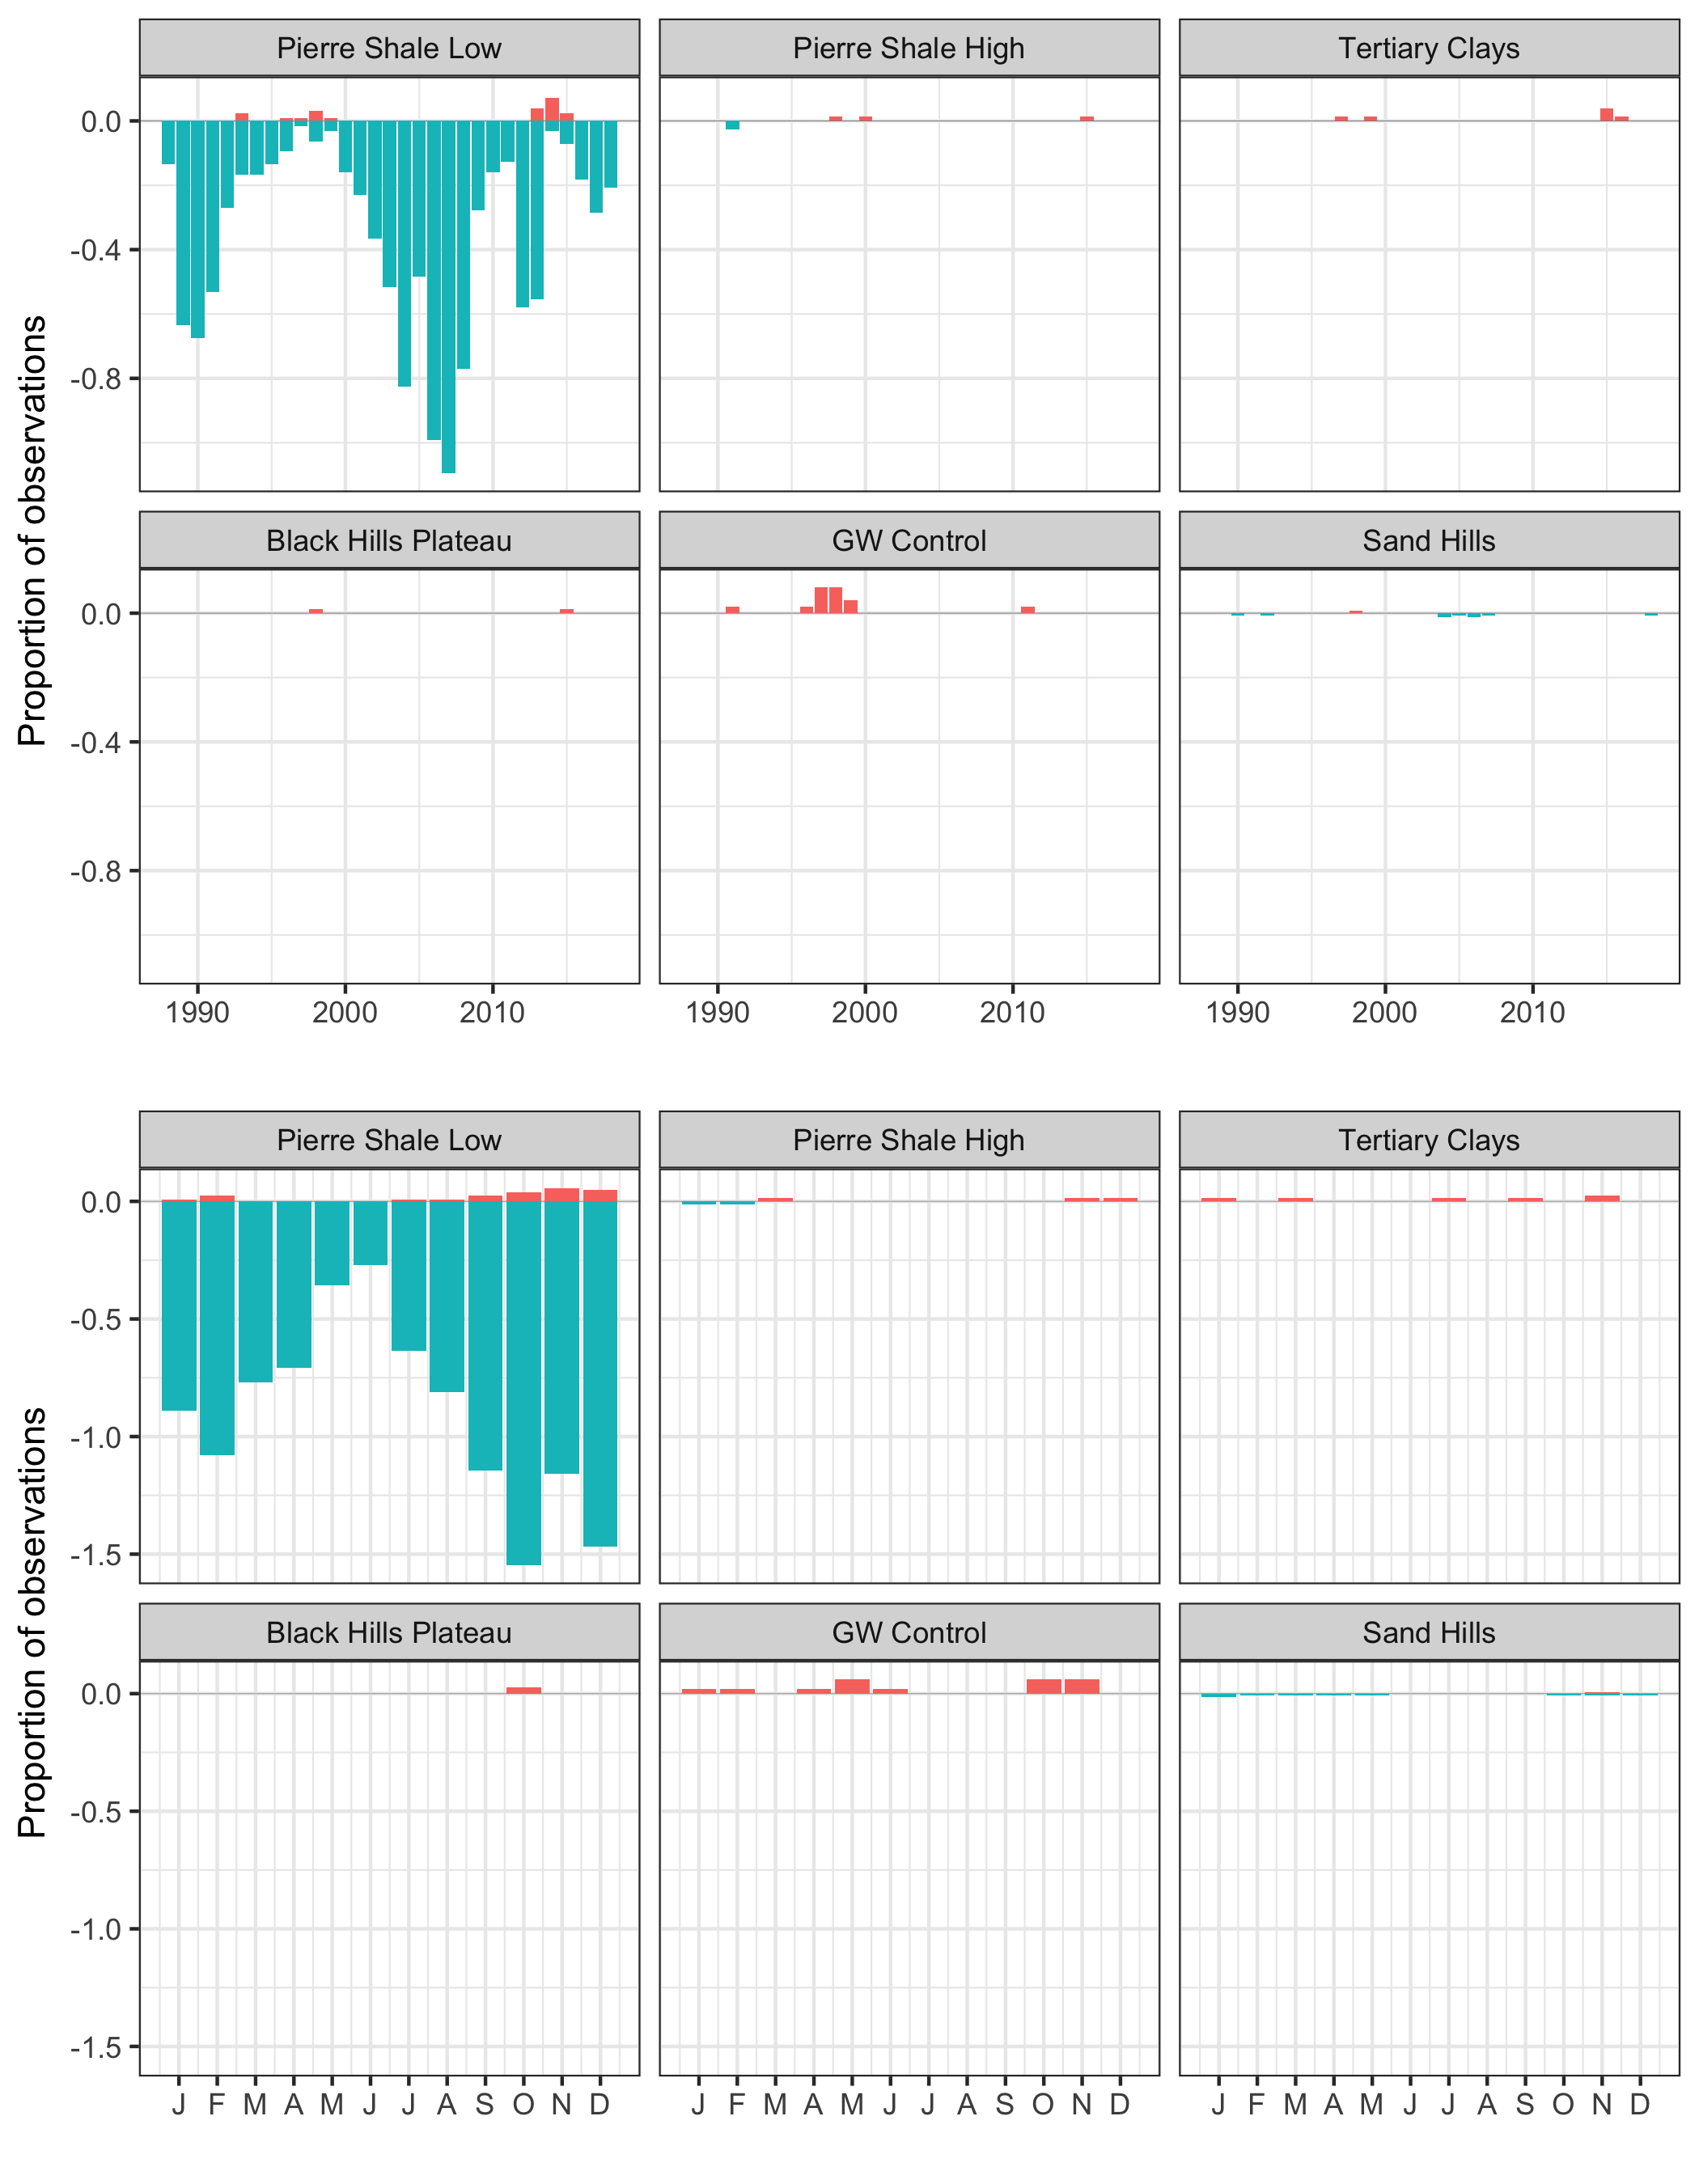 Pierre Shale Low Pierre Shale High Tertiary Clays
0.0
-0.4
-0.8
Proportion of observations
Black Hills Plateau GW Control Sand Hills
0.0
-0.4
-0.8
1990 2000 2010 1990 2000 2010 1990 2000 2010
Pierre Shale Low Pierre Shale High Tertiary Clays
0.0
-0.5
-1.0
-1.5
Proportion of observations
Black Hills Plateau GW Control Sand Hills
0.0
-0.5
-1.0
-1.5
J F M A M J J A S O N D J F M A M J J A S O N D J F M A M J J A S O N D